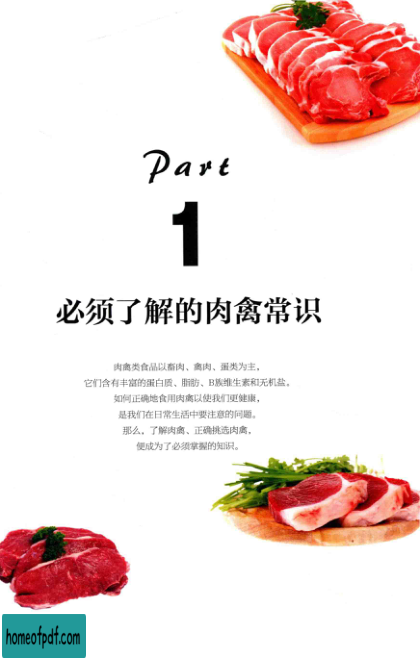 Part
1
必须了解的肉禽常识
肉禽类食品以畜肉、禽肉、蛋类为主，
它们含有丰富的蛋白质、脂肪、B族维生素和无机盐，
如何正确地食用肉禽以使我们更健康，
是我们在日常生活中要注意的问题。
那么，了解肉禽、正确挑选肉禽，
便成为了必须掌握的知识。
homeofpdf.com